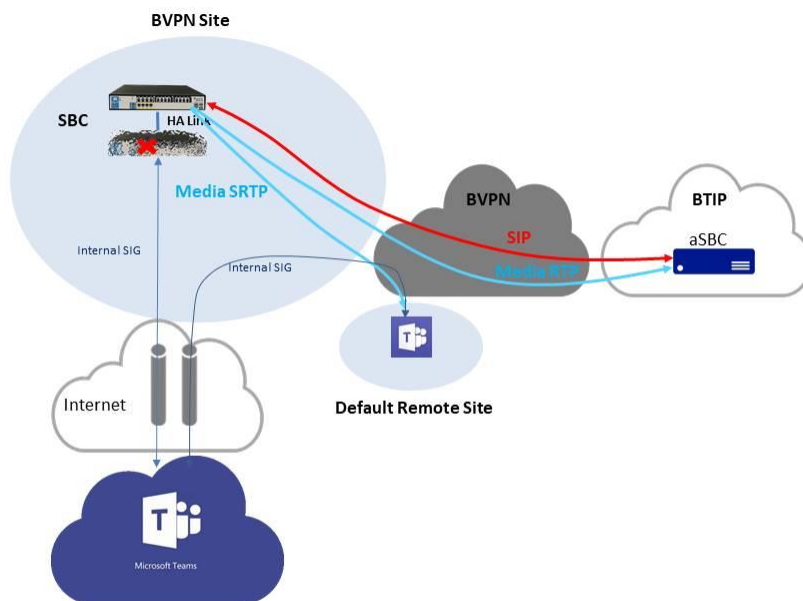 BVPN Site
SBC
HA Link
Media SRTP
Internal SIG
Internal SIG
BVPN
SIP
Media RTP
BTIP
aSBC
T
Default Remote Site
Internet
T
Microsoft Teams